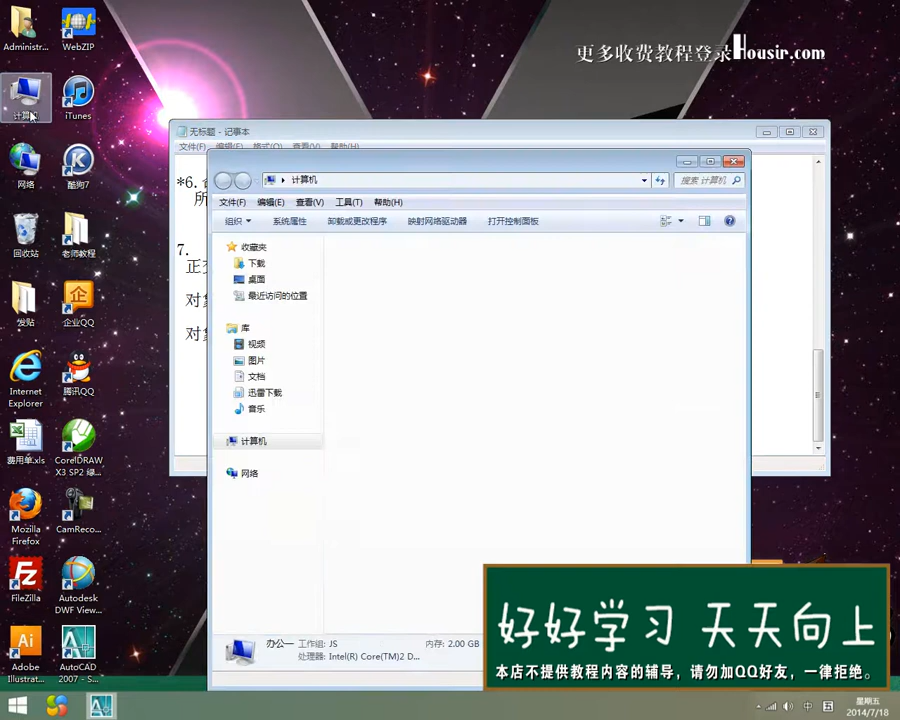 更多收费教程登录Housir.com
Administr...
WebZIP
计算机
iTunes
网络
酷狗7
回收站
老师教程
发贴
企业QQ
Internet Explorer
腾讯QQ
费用单.xls
CorelDRAW X3 SP2 绿...
Mozilla Firefox
CamReco...
FileZilla
Autodesk DWF View...
Adobe Illustrat...
AutoCAD 2007 - S...
无标题 - 记事本
文件(F) 编辑(E) 格式(O) 查看(V) 帮助(H)
*6.
所
7.
正交
对象
对象
计算机
搜索 计算机
文件(F) 编辑(E) 查看(V) 工具(T) 帮助(H)
组织 系统属性 卸载或更改程序 映射网络驱动器 打开控制面板
收藏夹
下载
桌面
最近访问的位置
库
视频
图片
文档
迅雷下载
音乐
计算机
网络
办公一 工作组: JS 内存: 2.00 GB
处理器: Intel(R) Core(TM)2 D...
好好学习 天天向上
本店不提供教程内容的辅导，请勿加QQ好友，一律拒绝。
中 五
星期五
2014/7/18